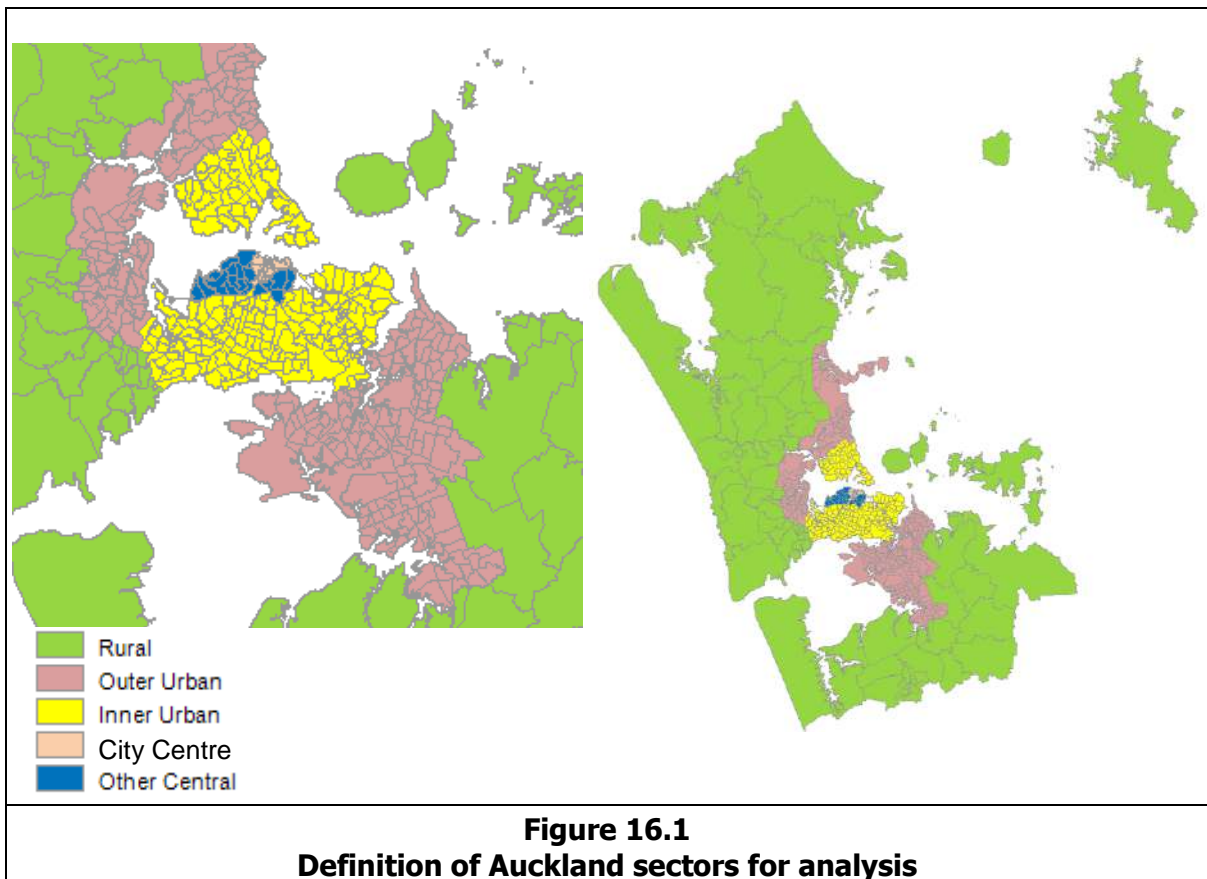 Rural
Outer Urban
Inner Urban
City Centre
Other Central
Figure 16.1
Definition of Auckland sectors for analysis